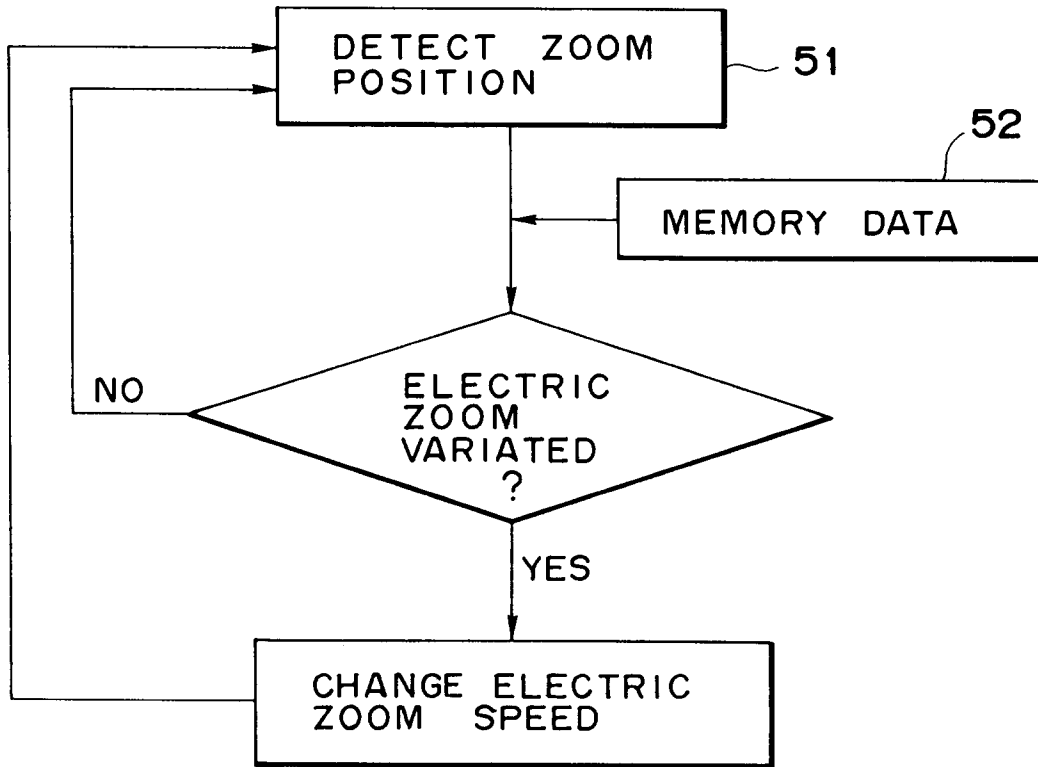 DETECT ZOOM
POSITION
51
52
MEMORY DATA
NO
ELECTRIC
ZOOM
VARIATED
?
YES
CHANGE ELECTRIC
ZOOM SPEED